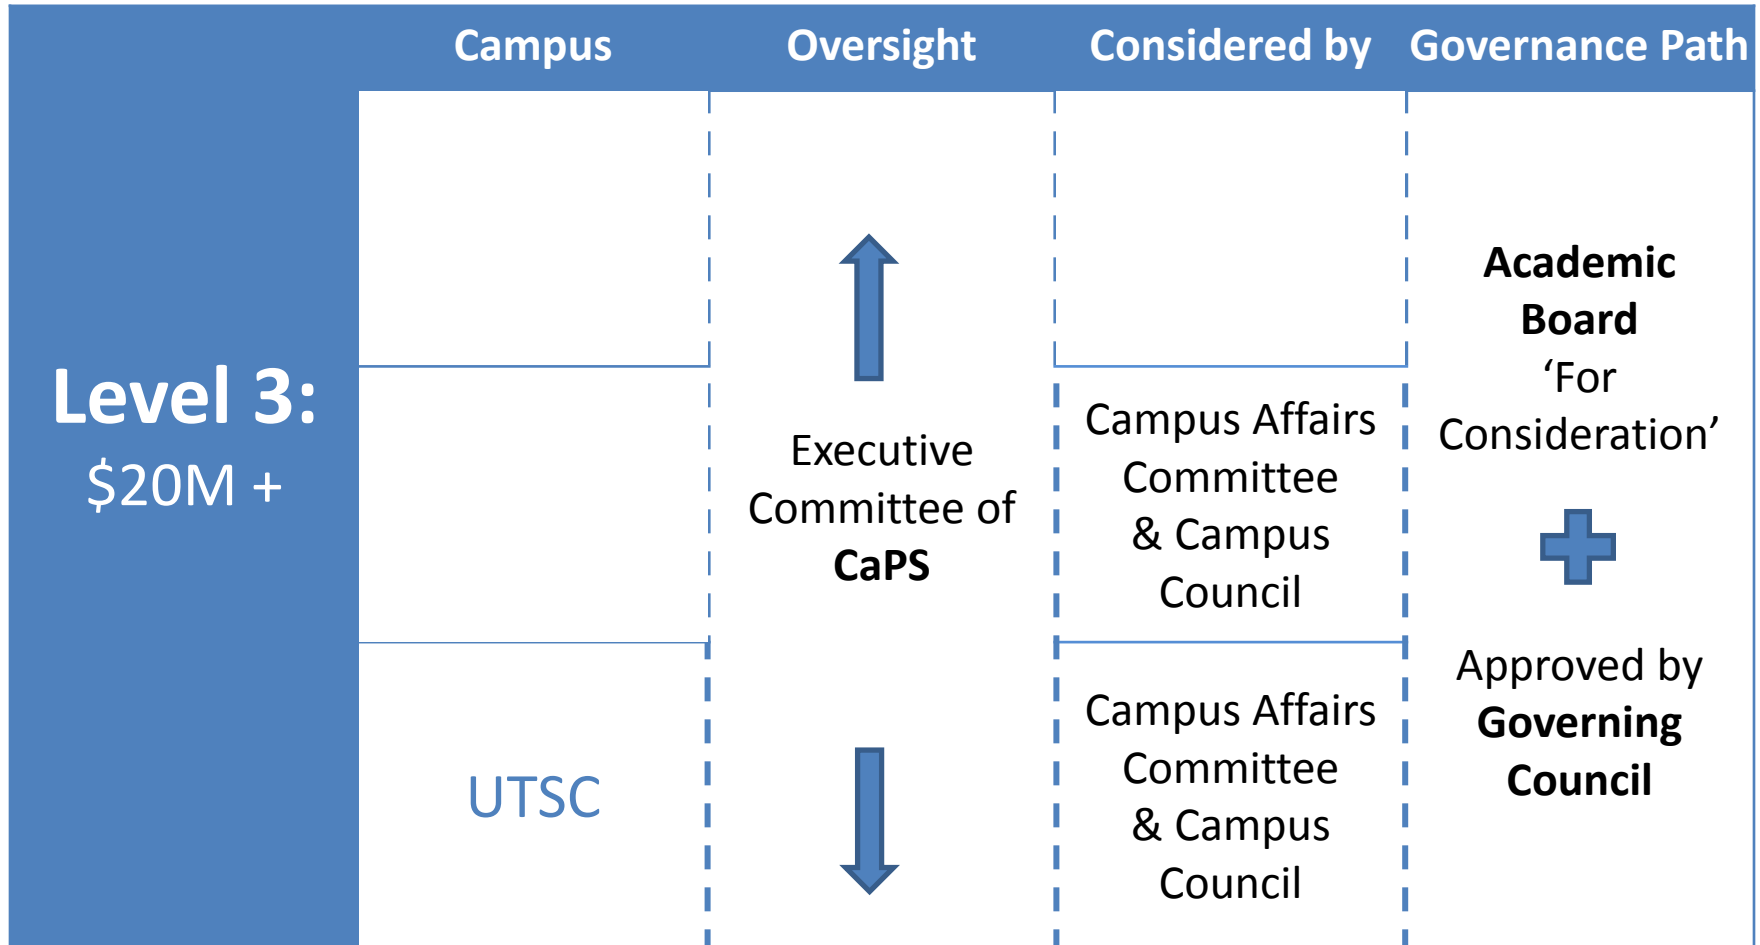 Campus Oversight Considered by Governance Path
Level 3:
$20M +
Executive
Committee of
CaPS
Campus Affairs
Committee
& Campus
Council
Academic
Board
‘For
Consideration’
Approved by
Governing
Council
UTSC
Campus Affairs
Committee
& Campus
Council